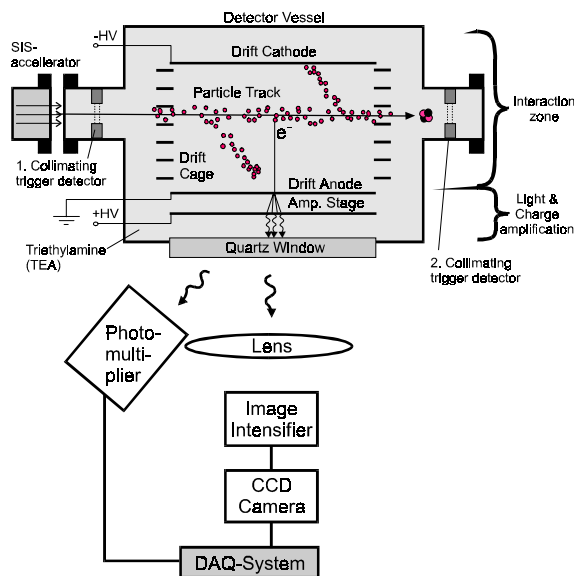 Detector Vessel
-HV
Drift Cathode
SIS-
accellerator
Particle Track
Interaction
zone
e-
1. Collimating
trigger detector
Drift
Cage
Drift Anode
Amp. Stage
+HV
Light &
Charge
amplification
Triethylamine
(TEA)
Quartz Window
2. Collimating
trigger detector
Photo-
multi-
plier
Lens
Image
Intensifier
CCD
Camera
DAQ-System